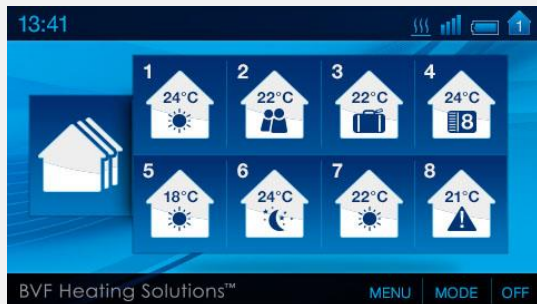 13:41
1
1 2 3 4
24°C 22°C 22°C 24°C
8
5 6 7 8
18°C 24°C 22°C 21°C
BVF Heating Solutions™ MENU MODE OFF